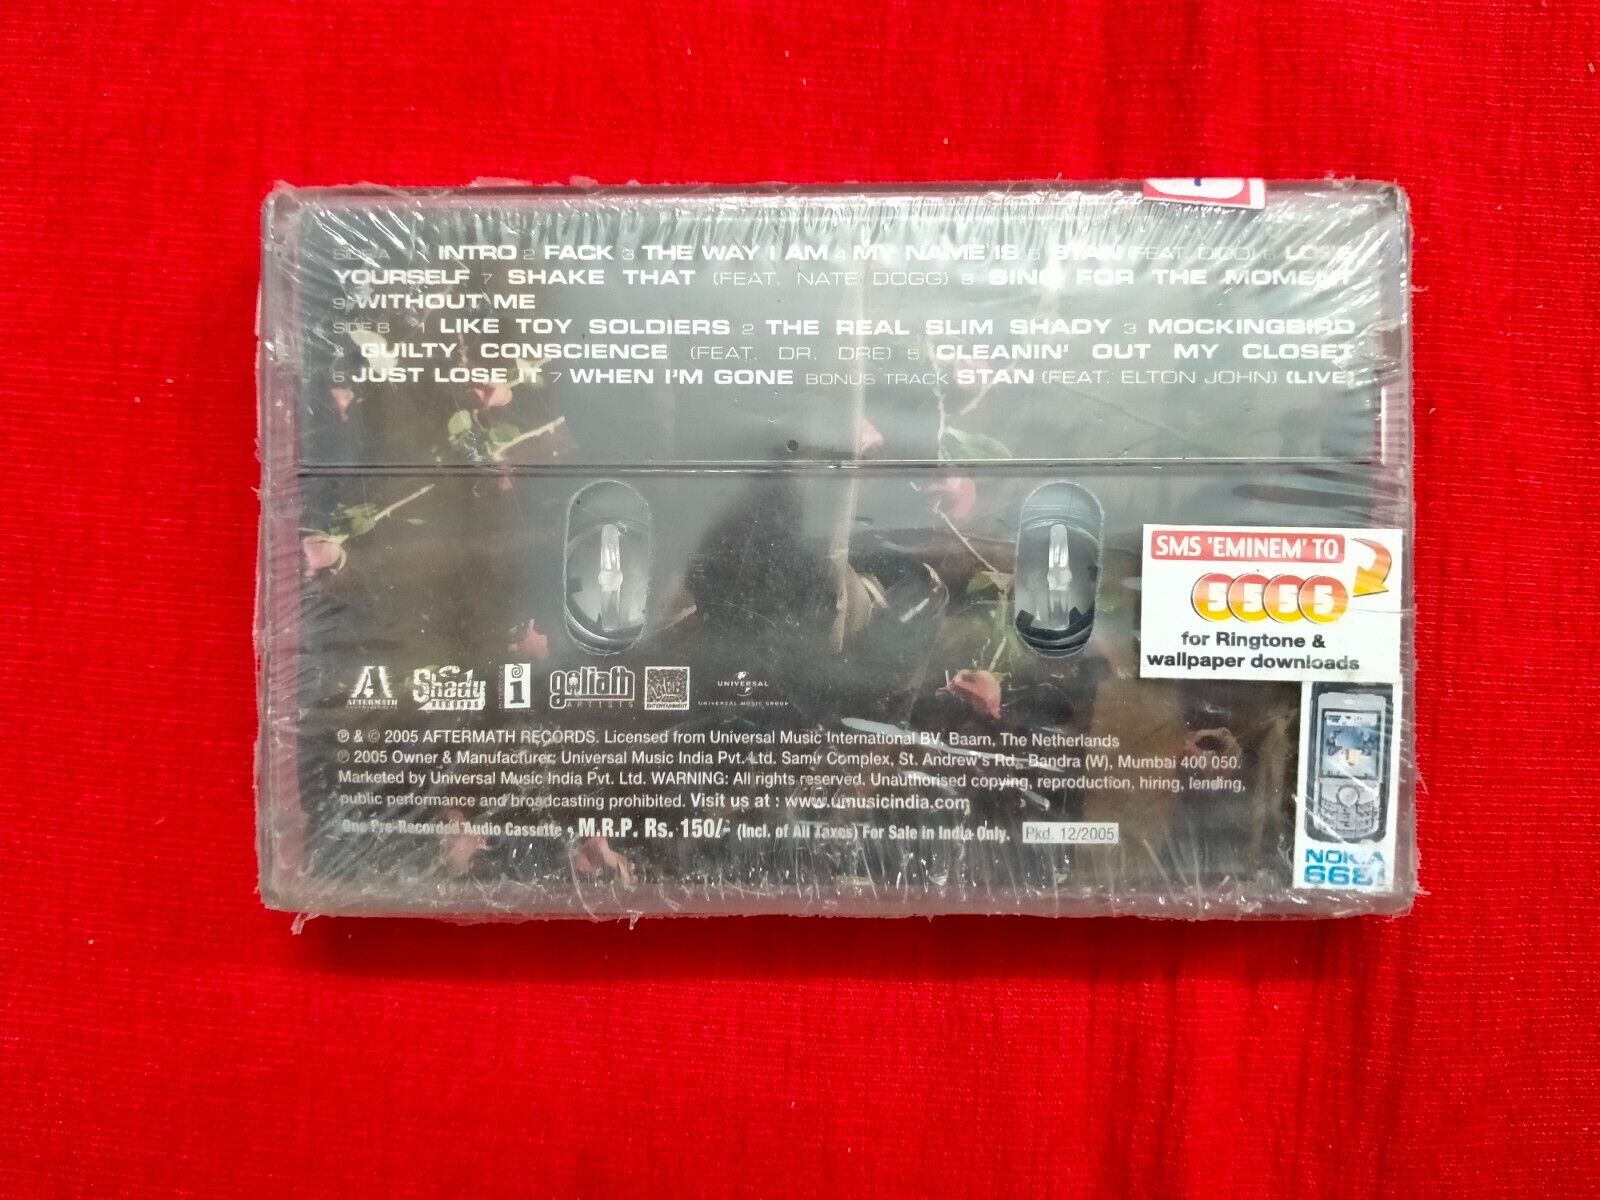 SIDE A 1 INTRO 2 FACK 3 THE WAY I AM 4 MY NAME IS 5 STAN (FEAT. DIDO) 6 LOSE
YOURSELF 7 SHAKE THAT (FEAT. NATE DOGG) 8 SING FOR THE MOMENT
9 WITHOUT ME
SIDE B 1 LIKE TOY SOLDIERS 2 THE REAL SLIM SHADY 3 MOCKINGBIRD
4 GUILTY CONSCIENCE (FEAT. DR. DRE) 5 CLEANIN' OUT MY CLOSET
6 JUST LOSE IT 7 WHEN I'M GONE BONUS TRACK STAN (FEAT. ELTON JOHN) (LIVE)
SMS 'EMINEM' TO
5555
for Ringtone &
wallpaper downloads
AFTERMATH
Shady
RECORDS
i
goliath
ARTISTS
ENTERTAINMENT
UNIVERSAL
UNIVERSAL MUSIC GROUP
℗ & © 2005 AFTERMATH RECORDS. Licensed from Universal Music International BV, Baarn, The Netherlands
℗ 2005 Owner & Manufacturer: Universal Music India Pvt. Ltd. Samir Complex, St. Andrew's Rd, Bandra (W), Mumbai 400 050.
Marketed by Universal Music India Pvt. Ltd. WARNING: All rights reserved. Unauthorised copying, reproduction, hiring, lending,
public performance and broadcasting prohibited. Visit us at : www.umusicindia.com
One Pre-Recorded Audio Cassette • M.R.P. Rs. 150/- (Incl. of All Taxes) For Sale in India Only. Pkd. 12/2005
NOKIA
6681